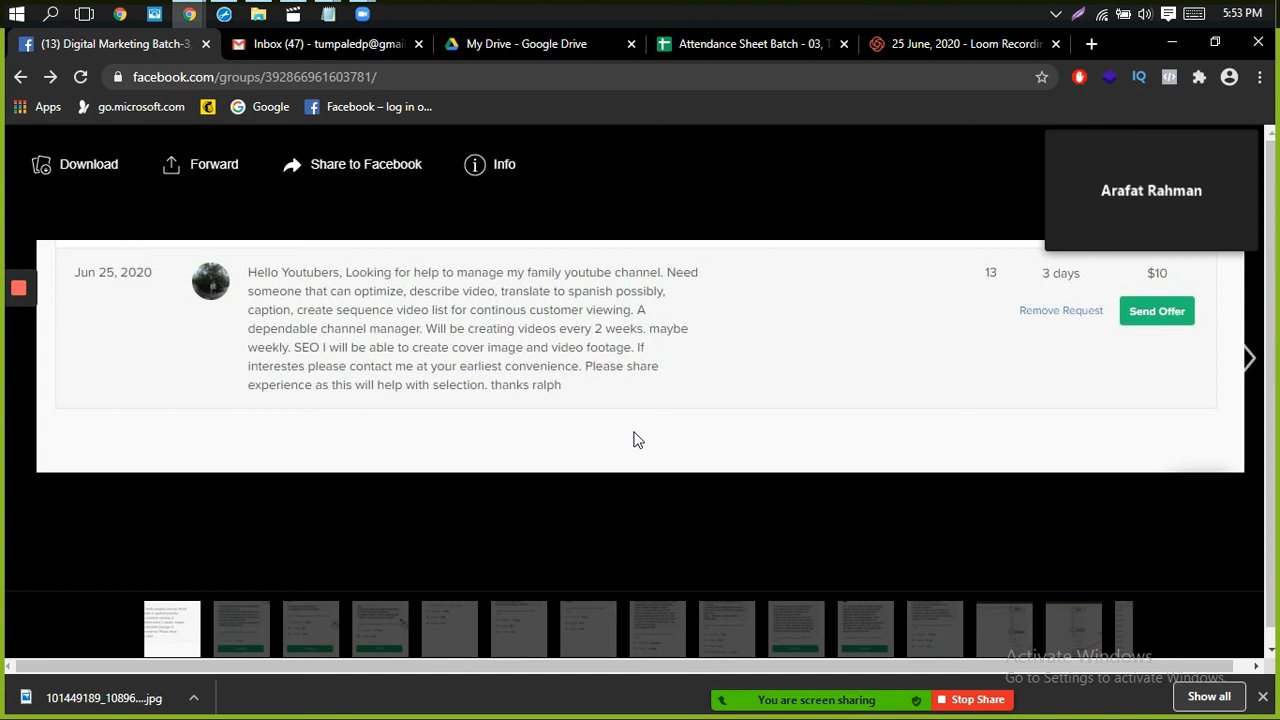 5:53 PM
(13) Digital Marketing Batch-3,
Inbox (47) - tumpaledp@gmai
My Drive - Google Drive
Attendance Sheet Batch - 03, T
25 June, 2020 - Loom Recordin
facebook.com/groups/392866961603781/
IQ
Apps
go.microsoft.com
Google
Facebook – log in o...
Download
Forward
Share to Facebook
Info
Arafat Rahman
Jun 25, 2020
Hello Youtubers, Looking for help to manage my family youtube channel. Need
someone that can optimize, describe video, translate to spanish possibly,
caption, create sequence video list for continous customer viewing. A
dependable channel manager. Will be creating videos every 2 weeks. maybe
weekly. SEO I will be able to create cover image and video footage. If
interestes please contact me at your earliest convenience. Please share
experience as this will help with selection. thanks ralph
13
3 days
$10
Remove Request
Send Offer
Activate Windows
Go to Settings to activate Windows.
101449189_10896....jpg
You are screen sharing
Stop Share
Show all